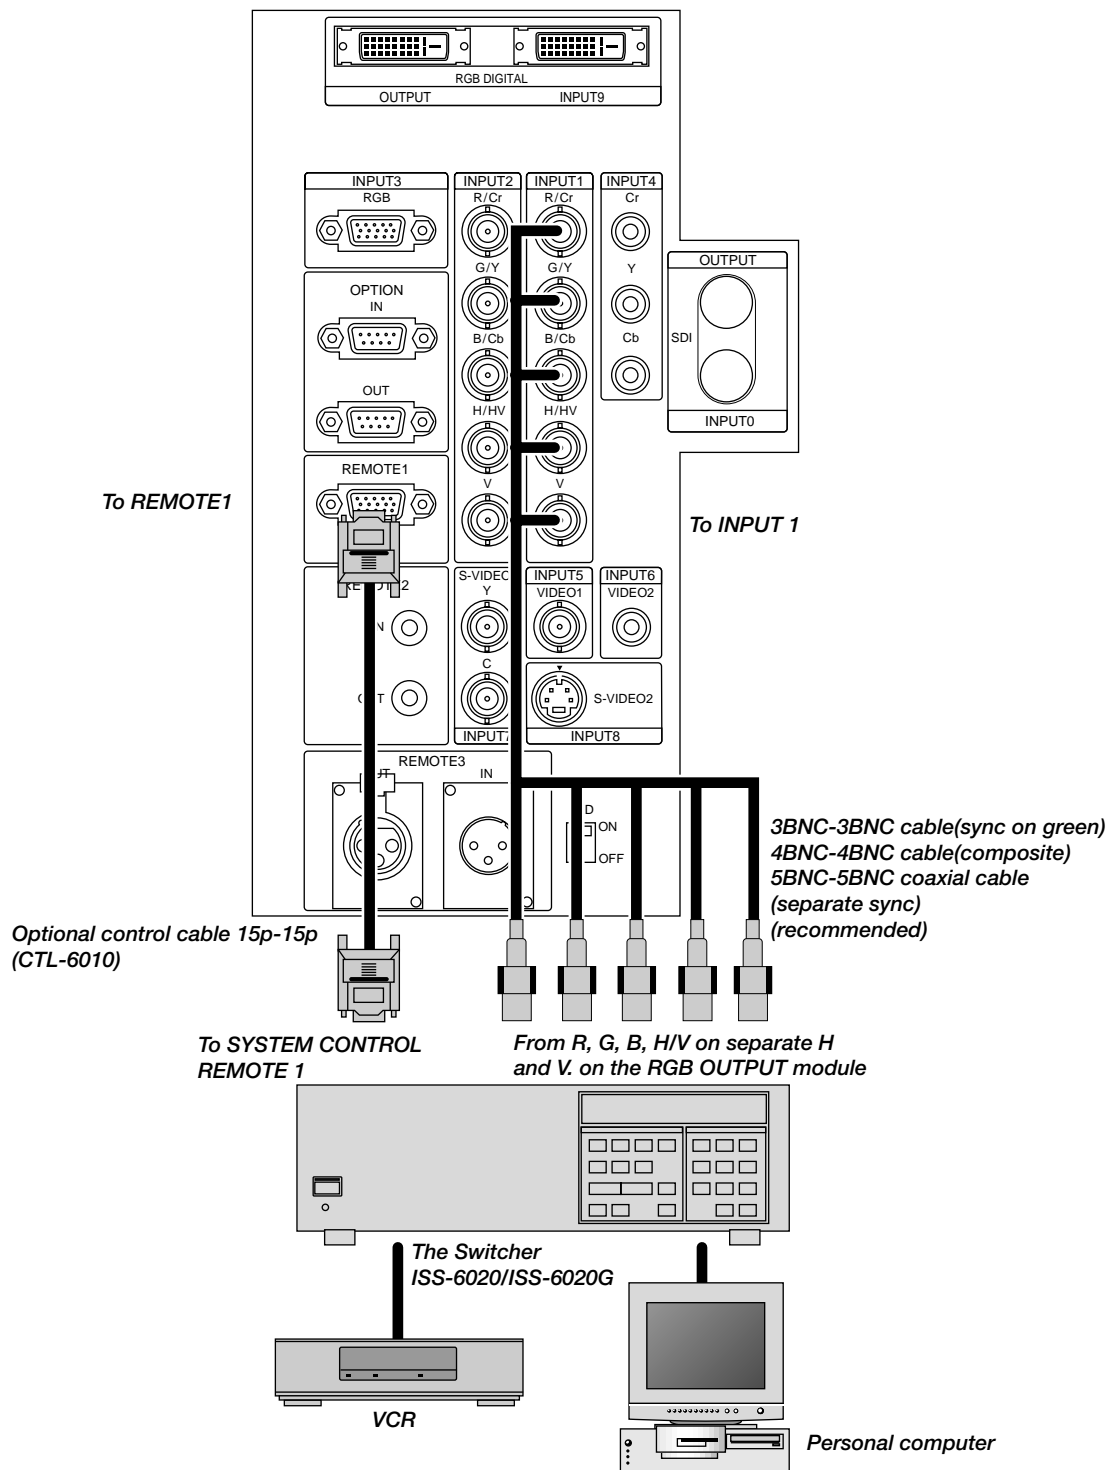 RGB DIGITAL
OUTPUT
INPUT9
INPUT3
RGB
INPUT2
R/Cr
INPUT1
R/Cr
INPUT4
Cr
G/Y
G/Y
Y
OUTPUT
SDI
INPUT0
OPTION
IN
B/Cb
B/Cb
Cb
OUT
H/HV
H/HV
REMOTE1
V
V
To REMOTE1
To INPUT 1
S-VIDEO
Y
INPUT5
VIDEO1
INPUT6
VIDEO2
C
S-VIDEO2
INPUT7
INPUT8
REMOTE3
IN
ON
OFF
3BNC-3BNC cable(sync on green)
4BNC-4BNC cable(composite)
5BNC-5BNC coaxial cable
(separate sync)
(recommended)
Optional control cable 15p-15p
(CTL-6010)
To SYSTEM CONTROL
REMOTE 1
From R, G, B, H/V on separate H
and V. on the RGB OUTPUT module
The Switcher
ISS-6020/ISS-6020G
VCR
Personal computer